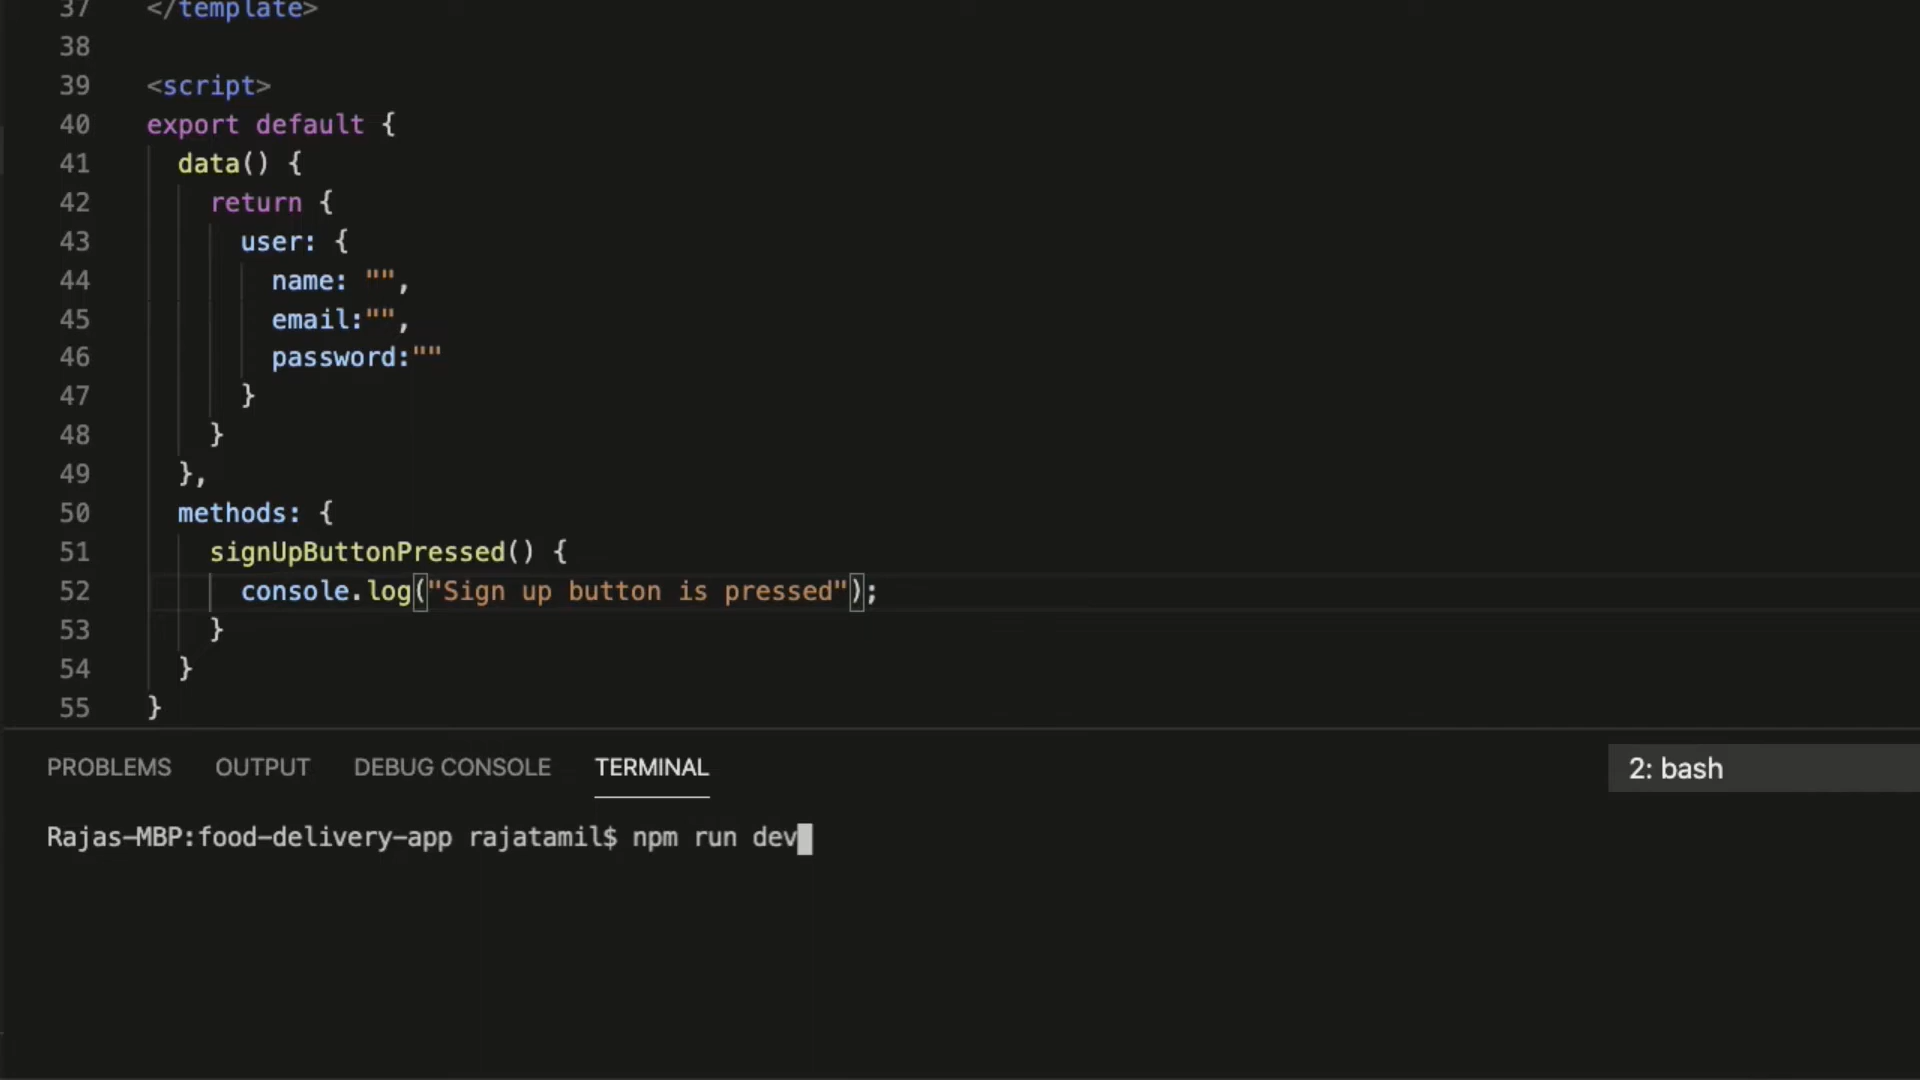 37 </template>
38
39 <script>
40 export default {
41 data() {
42 return {
43 user: {
44 name: "",
45 email:"",
46 password:""
47 }
48 }
49 },
50 methods: {
51 signUpButtonPressed() {
52 console.log("Sign up button is pressed");
53 }
54 }
55 }
PROBLEMS OUTPUT DEBUG CONSOLE TERMINAL 2: bash
Rajas-MBP:food-delivery-app rajatamil$ npm run dev